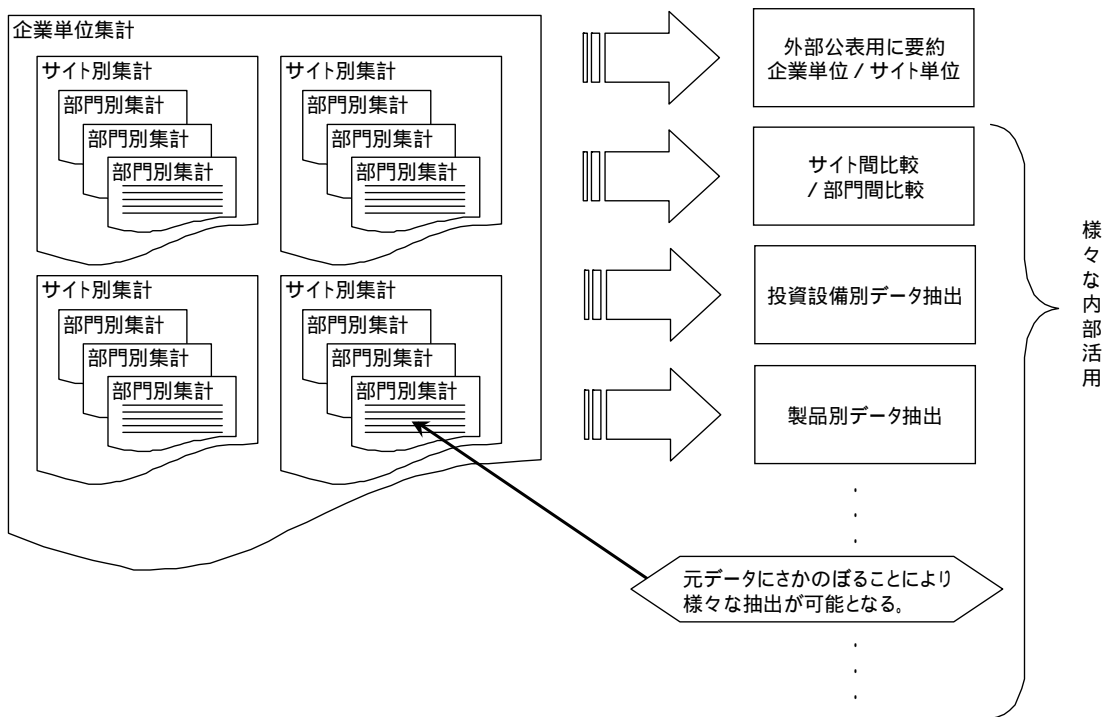 企業単位集計
サイト別集計
部門別集計
部門別集計
部門別集計
サイト別集計
部門別集計
部門別集計
部門別集計
サイト別集計
部門別集計
部門別集計
部門別集計
サイト別集計
部門別集計
部門別集計
部門別集計
外部公表用に要約
企業単位 / サイト単位
サイト間比較
/ 部門間比較
投資設備別データ抽出
製品別データ抽出
元データにさかのぼることにより
様々な抽出が可能となる。
様々な内部活用